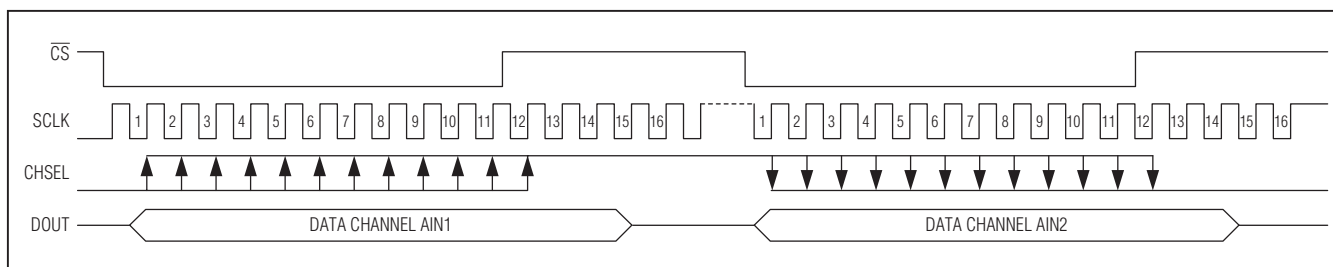 CS
SCLK 1 2 3 4 5 6 7 8 9 10 11 12 13 14 15 16 1 2 3 4 5 6 7 8 9 10 11 12 13 14 15 16
CHSEL
DOUT DATA CHANNEL AIN1 DATA CHANNEL AIN2